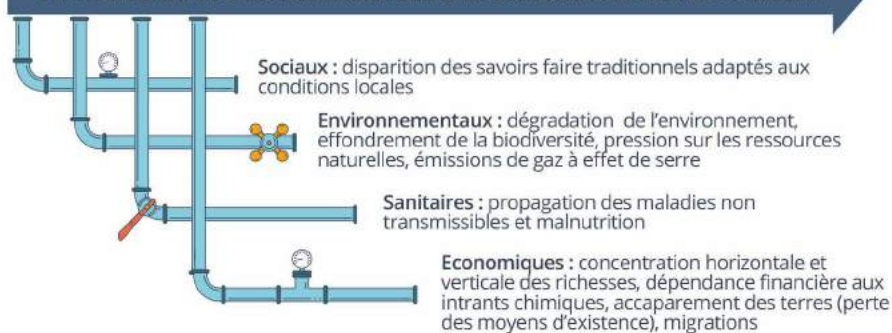 Sociaux : disparition des savoirs faire traditionnels adaptés aux
conditions locales
Environnementaux : dégradation de l'environnement,
effondrement de la biodiversité, pression sur les ressources
naturelles, émissions de gaz à effet de serre
Sanitaires : propagation des maladies non
transmissibles et malnutrition
Economiques : concentration horizontale et
verticale des richesses, dépendance financière aux
intrants chimiques, accaparement des terres (perte
des moyens d'existence), migrations